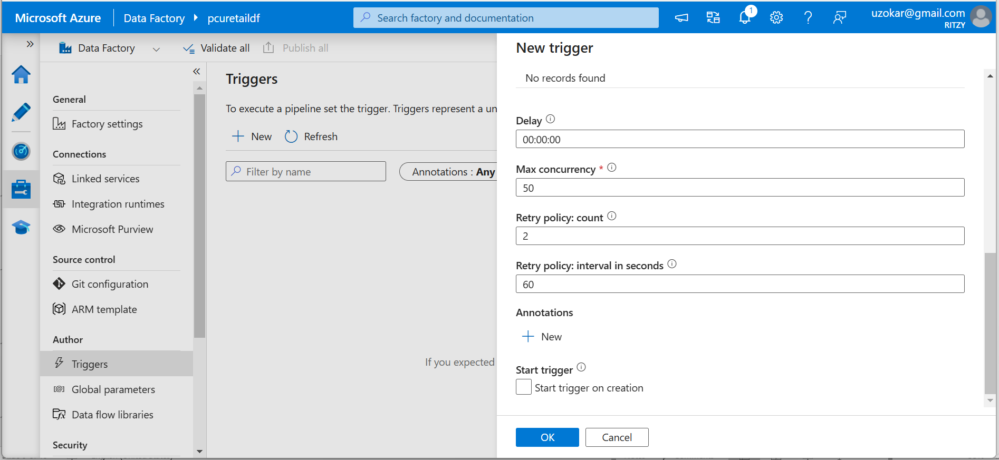 Microsoft Azure
Data Factory
pcuretaildf
Search factory and documentation
1
uzokar@gmail.com
RITZY
Data Factory
Validate all
Publish all
General
Factory settings
Connections
Linked services
Integration runtimes
Microsoft Purview
Source control
Git configuration
ARM template
Author
Triggers
Global parameters
Data flow libraries
Security
Triggers
To execute a pipeline set the trigger. Triggers represent a un
New
Refresh
Filter by name
Annotations : Any
If you expected
New trigger
No records found
Delay
00:00:00
Max concurrency *
50
Retry policy: count
2
Retry policy: interval in seconds
60
Annotations
New
Start trigger
Start trigger on creation
OK
Cancel